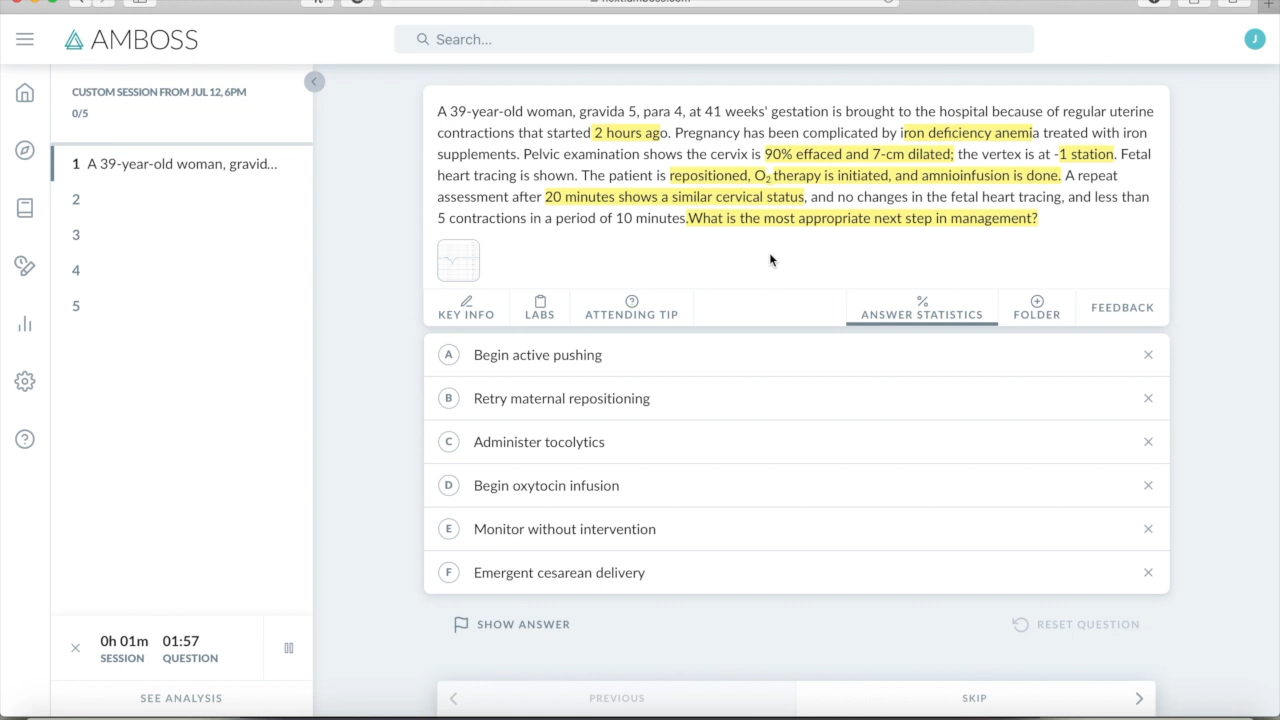 AMBOSS
Search...
J
CUSTOM SESSION FROM JUL 12, 6PM
0/5
1 A 39-year-old woman, gravid...
2
3
4
5
A 39-year-old woman, gravida 5, para 4, at 41 weeks' gestation is brought to the hospital because of regular uterine
contractions that started 2 hours ago. Pregnancy has been complicated by iron deficiency anemia treated with iron
supplements. Pelvic examination shows the cervix is 90% effaced and 7-cm dilated; the vertex is at -1 station. Fetal
heart tracing is shown. The patient is repositioned, O2 therapy is initiated, and amnioinfusion is done. A repeat
assessment after 20 minutes shows a similar cervical status, and no changes in the fetal heart tracing, and less than
5 contractions in a period of 10 minutes.What is the most appropriate next step in management?
KEY INFO
LABS
ATTENDING TIP
ANSWER STATISTICS
FOLDER
FEEDBACK
A Begin active pushing
B Retry maternal repositioning
C Administer tocolytics
D Begin oxytocin infusion
E Monitor without intervention
F Emergent cesarean delivery
SHOW ANSWER
RESET QUESTION
0h 01m 01:57
SESSION QUESTION
SEE ANALYSIS
PREVIOUS
SKIP